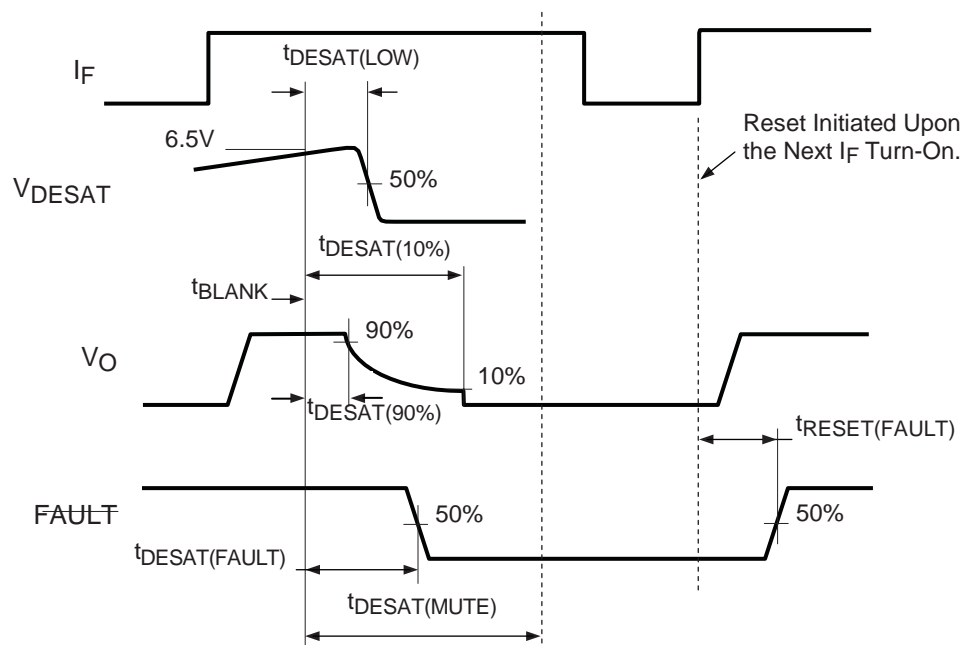 tDESAT(LOW)
IF
6.5V
Reset Initiated Upon
the Next IF Turn-On.
50%
VDESAT
tDESAT(10%)
tBLANK
90%
VO
10%
tDESAT(90%)
tRESET(FAULT)
FAULT
50%
50%
tDESAT(FAULT)
tDESAT(MUTE)